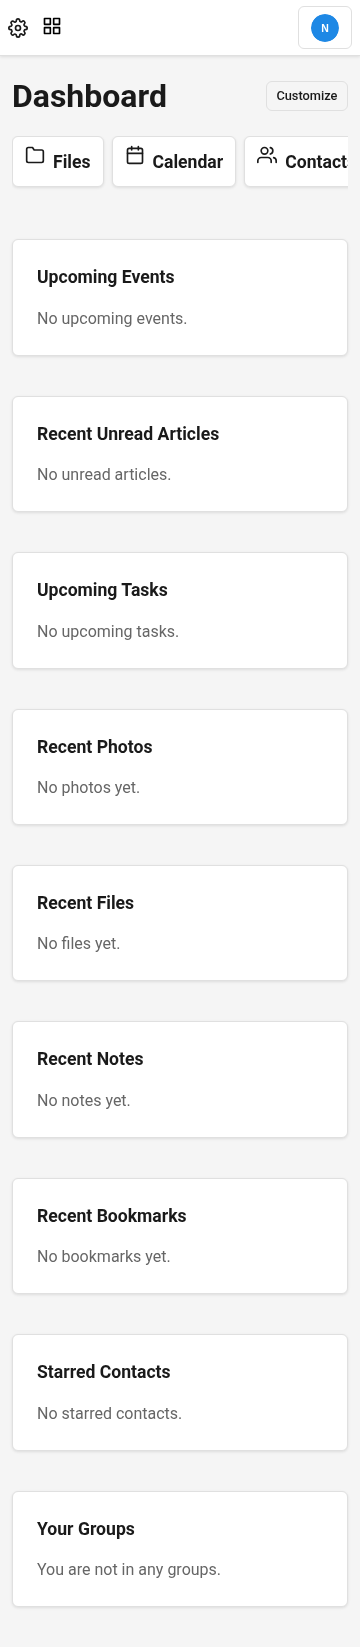 N
Dashboard
Customize
Files
Calendar
Contact
Upcoming Events
No upcoming events.
Recent Unread Articles
No unread articles.
Upcoming Tasks
No upcoming tasks.
Recent Photos
No photos yet.
Recent Files
No files yet.
Recent Notes
No notes yet.
Recent Bookmarks
No bookmarks yet.
Starred Contacts
No starred contacts.
Your Groups
You are not in any groups.